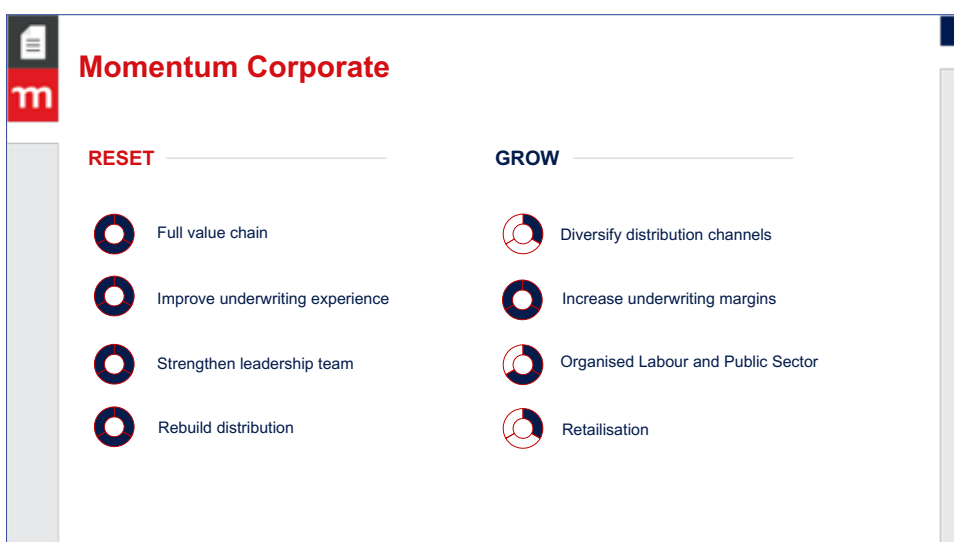 Momentum Corporate
m
RESET
GROW
Full value chain
Diversify distribution channels
Improve underwriting experience
Increase underwriting margins
Strengthen leadership team
Organised Labour and Public Sector
Rebuild distribution
Retailisation